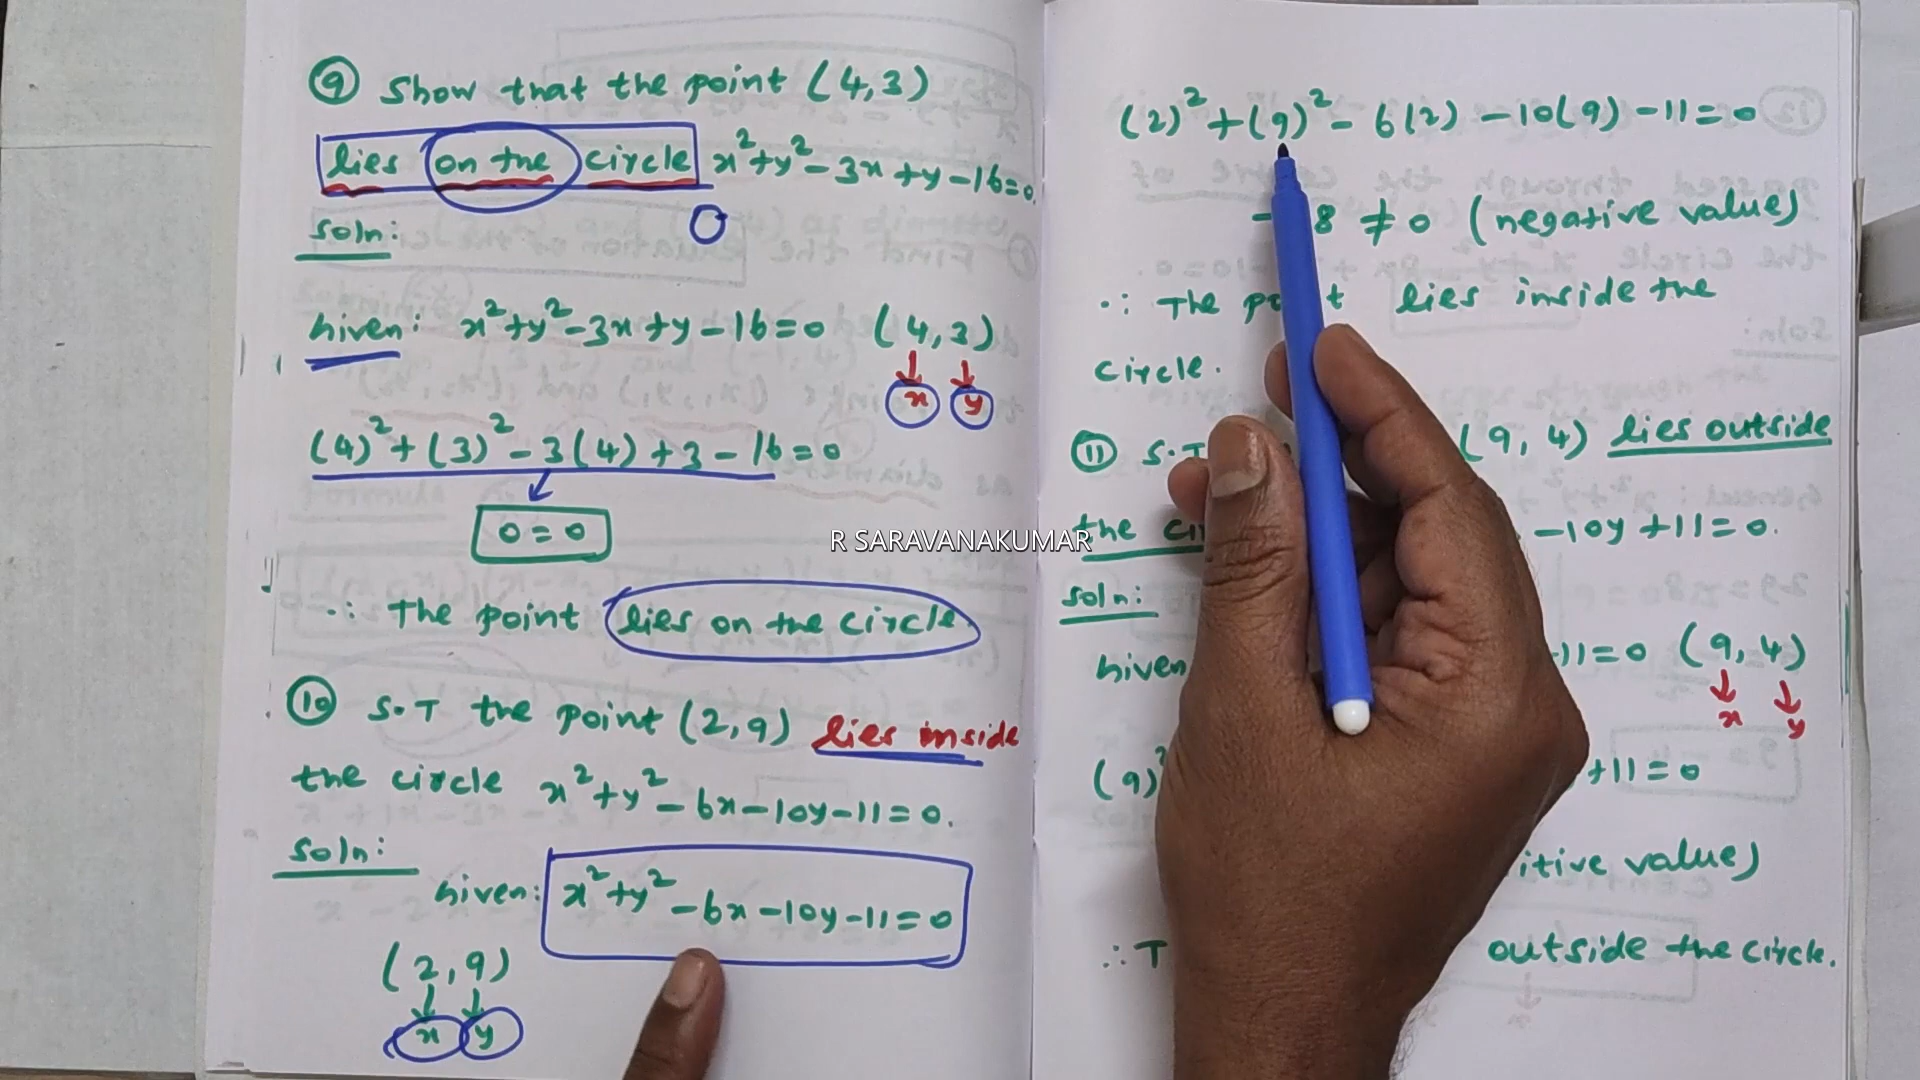 ⑨ Show that the point (4,3)
lies on the circle x²+y²-3x+y-16=0.
Soln:
Given: x²+y²-3x+y-16=0 (4,3)
x y
(4)²+(3)²-3(4)+3-16=0
0=0
∴ The point lies on the circle.
⑩ S.T the point (2,9) lies inside
the circle x²+y²-6x-10y-11=0.
Soln:
Given: x²+y²-6x-10y-11=0
(2,9)
x y
(2)²+(9)²-6(2)-10(9)-11=0
8≠0 (negative value)
∴ The lies inside the
circle.
⑪ S.T (9,4) lies outside
the -10y+11=0.
Soln:
Given 11=0 (9,4)
x y
(9)² +11=0
value)
∴ outside the circle.
R SARAVANAKUMAR